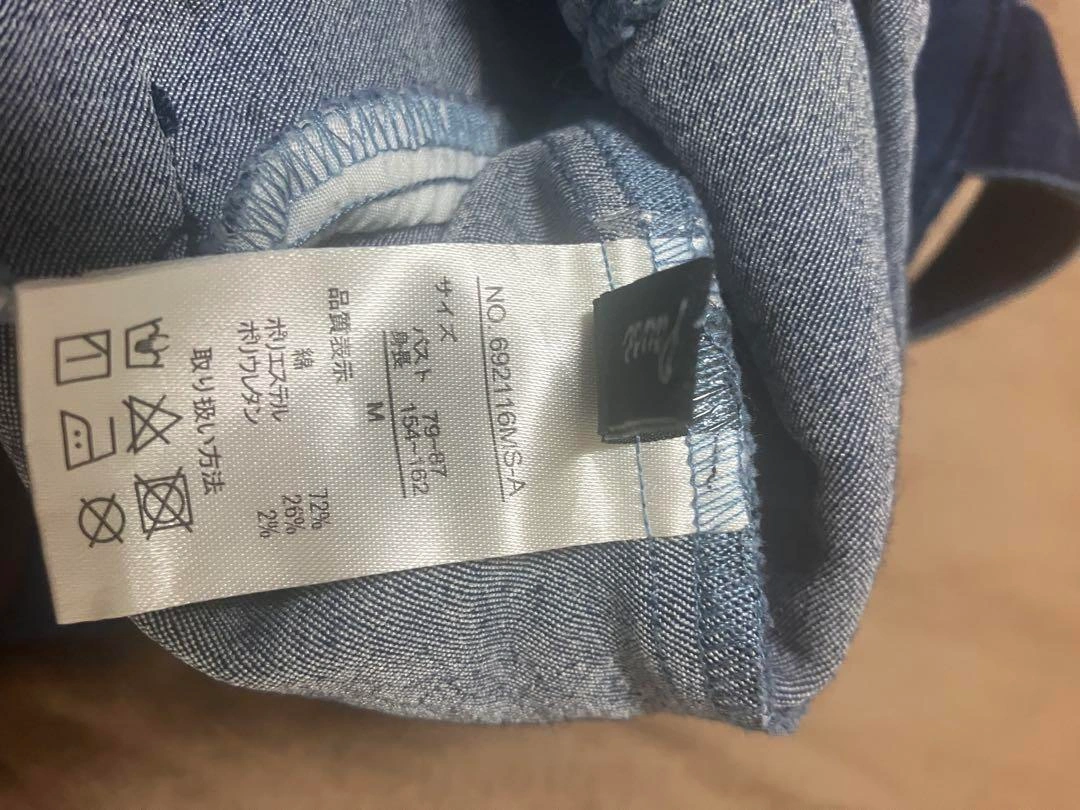 NO.692116M/S-A
サイズ
バスト 79-87
身長 154-162
M
品質表示
ポリエステル 72%
綿 26%
ポリウレタン 2%
取り扱い方法